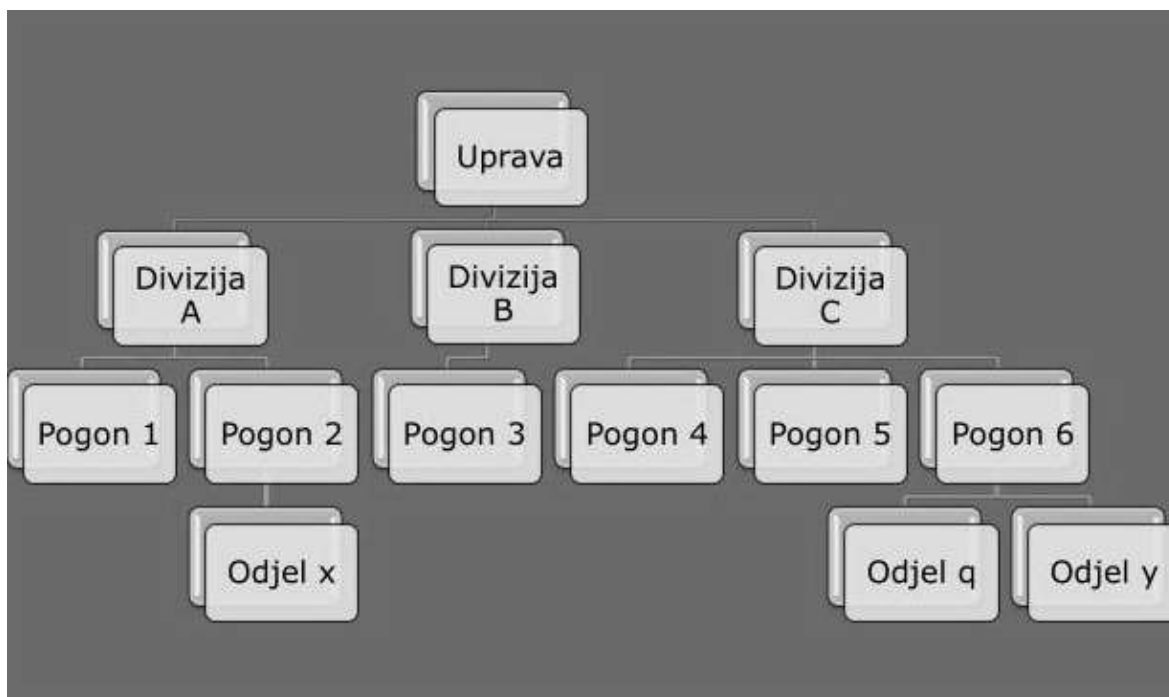 Uprava
Divizija
A
Divizija
B
Divizija
C
Pogon 1
Pogon 2
Pogon 3
Pogon 4
Pogon 5
Pogon 6
Odjel x
Odjel q
Odjel y